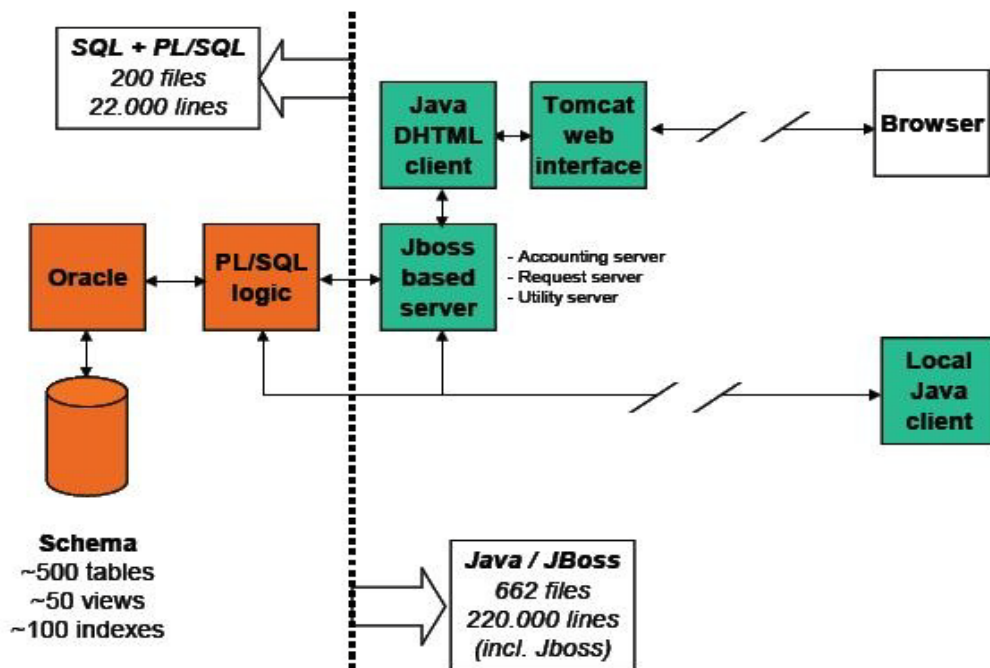 SQL + PL/SQL
200 files
22.000 lines
Java
DHTML
client
Tomcat
web
interface
Browser
Oracle
PL/SQL
logic
Jboss
based
server
- Accounting server
- Request server
- Utility server
Local
Java
client
Schema
~500 tables
~50 views
~100 indexes
Java / JBoss
662 files
220.000 lines
(incl. Jboss)